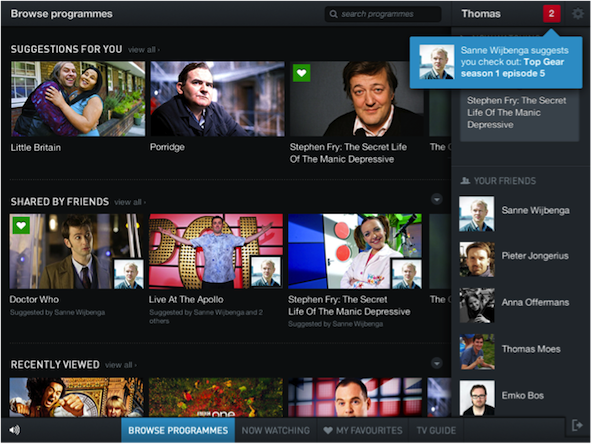 Browse programmes
search programmes
Thomas
2
Sanne Wijbenga suggests
you check out: Top Gear
season 1 episode 5
Stephen Fry: The Secret
Life Of The Manic
Depressive
SUGGESTIONS FOR YOU view all ›
Little Britain
Porridge
Stephen Fry: The Secret Life
Of The Manic Depressive
SHARED BY FRIENDS view all ›
Doctor Who
Suggested by Sanne Wijbenga
Live At The Apollo
Suggested by Sanne Wijbenga and 2
others
Stephen Fry: The Secret
Life Of The Manic Depressive
Suggested by Sanne Wijbenga
RECENTLY VIEWED view all ›
one
YOUR FRIENDS
Sanne Wijbenga
Pieter Jongerius
Anna Offermans
Thomas Moes
Emko Bos
BROWSE PROGRAMMES
NOW WATCHING
MY FAVOURITES
TV GUIDE